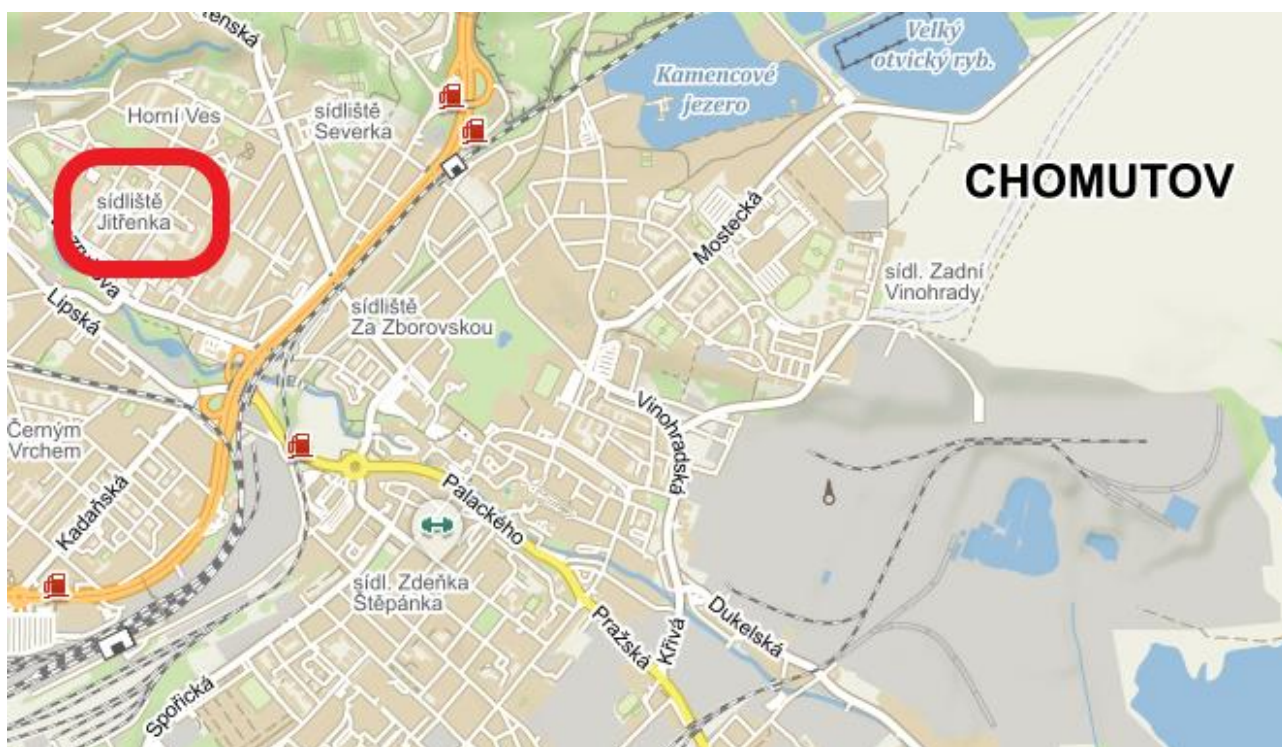 Velký
otvický ryb.
tenská
Kamencové
jezero
Horní Ves
sídliště
Severka
CHOMUTOV
sídliště
Jitřenka
Mostecká
sídl. Zadní
Vinohrady
Lipská
sídliště
Za Zborovskou
Vinohradská
Černým
Vrchem
Kadaňská
Palackého
sídl. Zdeňka
Štěpánka
Pražská
Křivá
Dukelská
Spořická